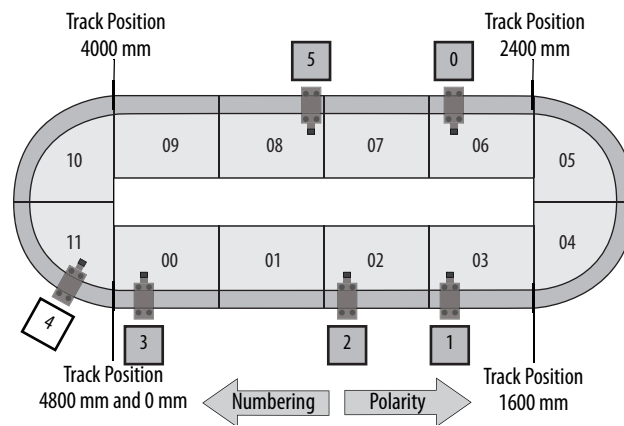 Track Position
4000 mm
Track Position
2400 mm
5
0
10
09
08
07
06
05
11
00
01
02
03
04
4
3
2
1
Track Position
4800 mm and 0 mm
Numbering
Polarity
Track Position
1600 mm